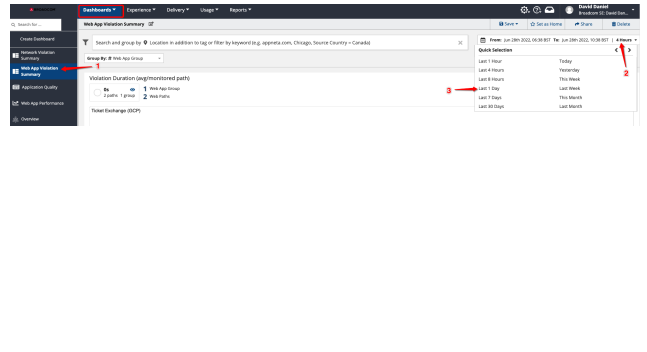 Dashboards Experience Delivery Usage Reports David Daniel
Broadcom SE: David Dan...
Search for ... Web App Violation Summary Save Set as Home Share Delete
Create Dashboard
Search and group by Location in addition to tag or filter by keyword (e.g. appneta.com, Chicago, Source Country = Canada)
From: Jun 28th 2022, 06:38 BST To: Jun 28th 2022, 10:38 BST | 4 Hours
Network Violation Summary
Group By: # Web App Group
Quick Selection
Web App Violation Summary
1
2
Last 1 Hour Today
Last 4 Hours Yesterday
Last 8 Hours This Week
3
Last 1 Day Last Week
Last 7 Days This Month
Last 30 Days Last Month
Application Quality
Web App Performance
Overview
Violation Duration (avg/monitored path)
0s 1 Web App Group
2 paths 1 group 2 Web Paths
Ticket Exchange (GCP)